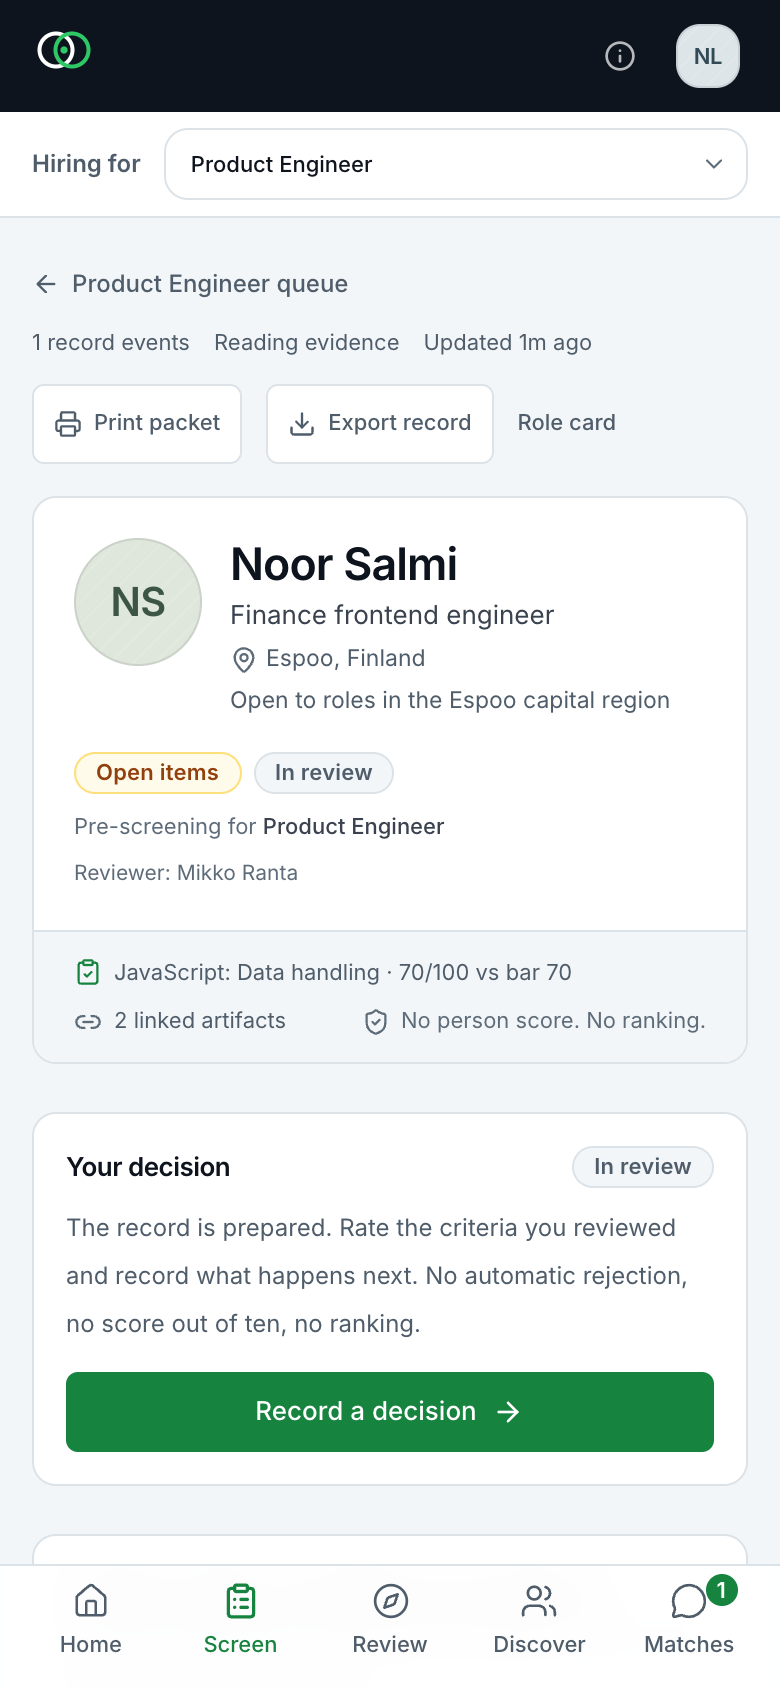 NL
Hiring for
Product Engineer
Product Engineer queue
1 record events Reading evidence Updated 1m ago
Print packet
Export record
Role card
NS
Noor Salmi
Finance frontend engineer
Espoo, Finland
Open to roles in the Espoo capital region
Open items
In review
Pre-screening for Product Engineer
Reviewer: Mikko Ranta
JavaScript: Data handling · 70/100 vs bar 70
2 linked artifacts
No person score. No ranking.
Your decision
In review
The record is prepared. Rate the criteria you reviewed
and record what happens next. No automatic rejection,
no score out of ten, no ranking.
Record a decision
Home
Screen
Review
Discover
1
Matches